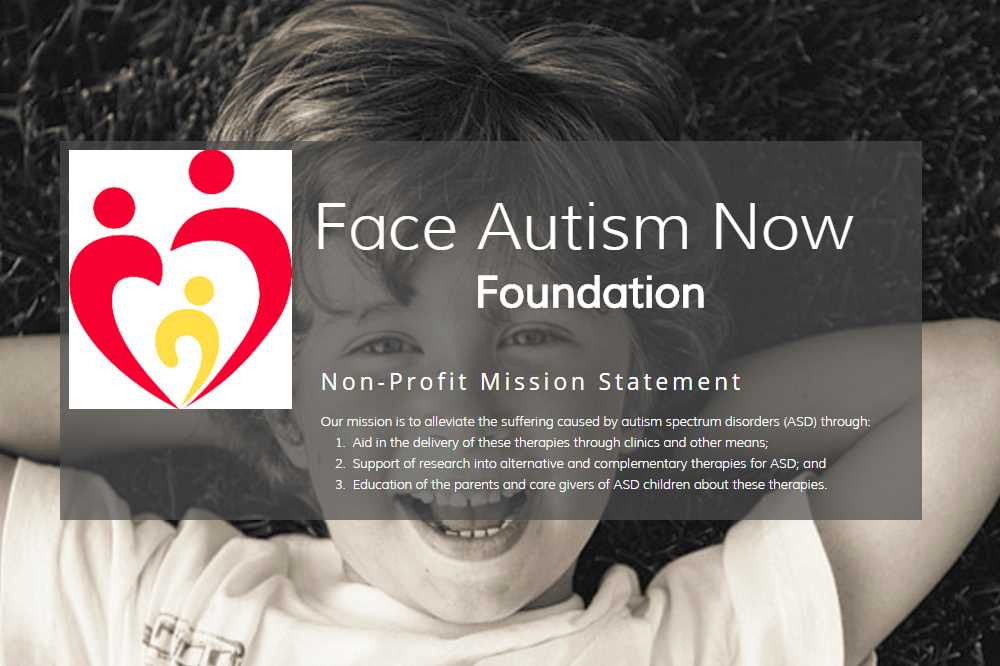 Face Autism Now
Foundation
Non-Profit Mission Statement
Our mission is to alleviate the suffering caused by autism spectrum disorders (ASD) through:
1. Aid in the delivery of these therapies through clinics and other means;
2. Support of research into alternative and complementary therapies for ASD; and
3. Education of the parents and care givers of ASD children about these therapies.